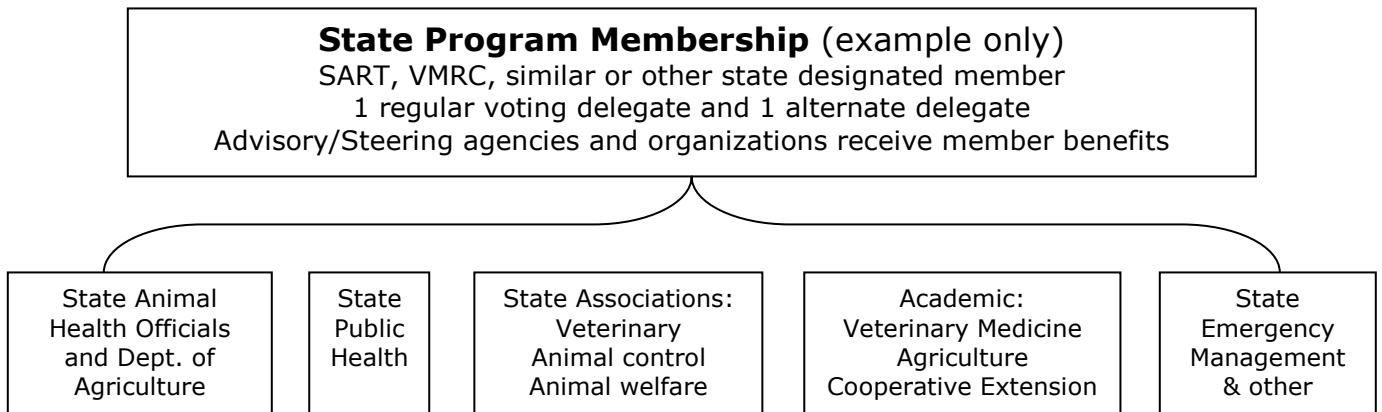 State Program Membership (example only)
SART, VMRC, similar or other state designated member
1 regular voting delegate and 1 alternate delegate
Advisory/Steering agencies and organizations receive member benefits
State Animal
Health Officials
and Dept. of
Agriculture
State
Public
Health
State Associations:
Veterinary
Animal control
Animal welfare
Academic:
Veterinary Medicine
Agriculture
Cooperative Extension
State
Emergency
Management
& other